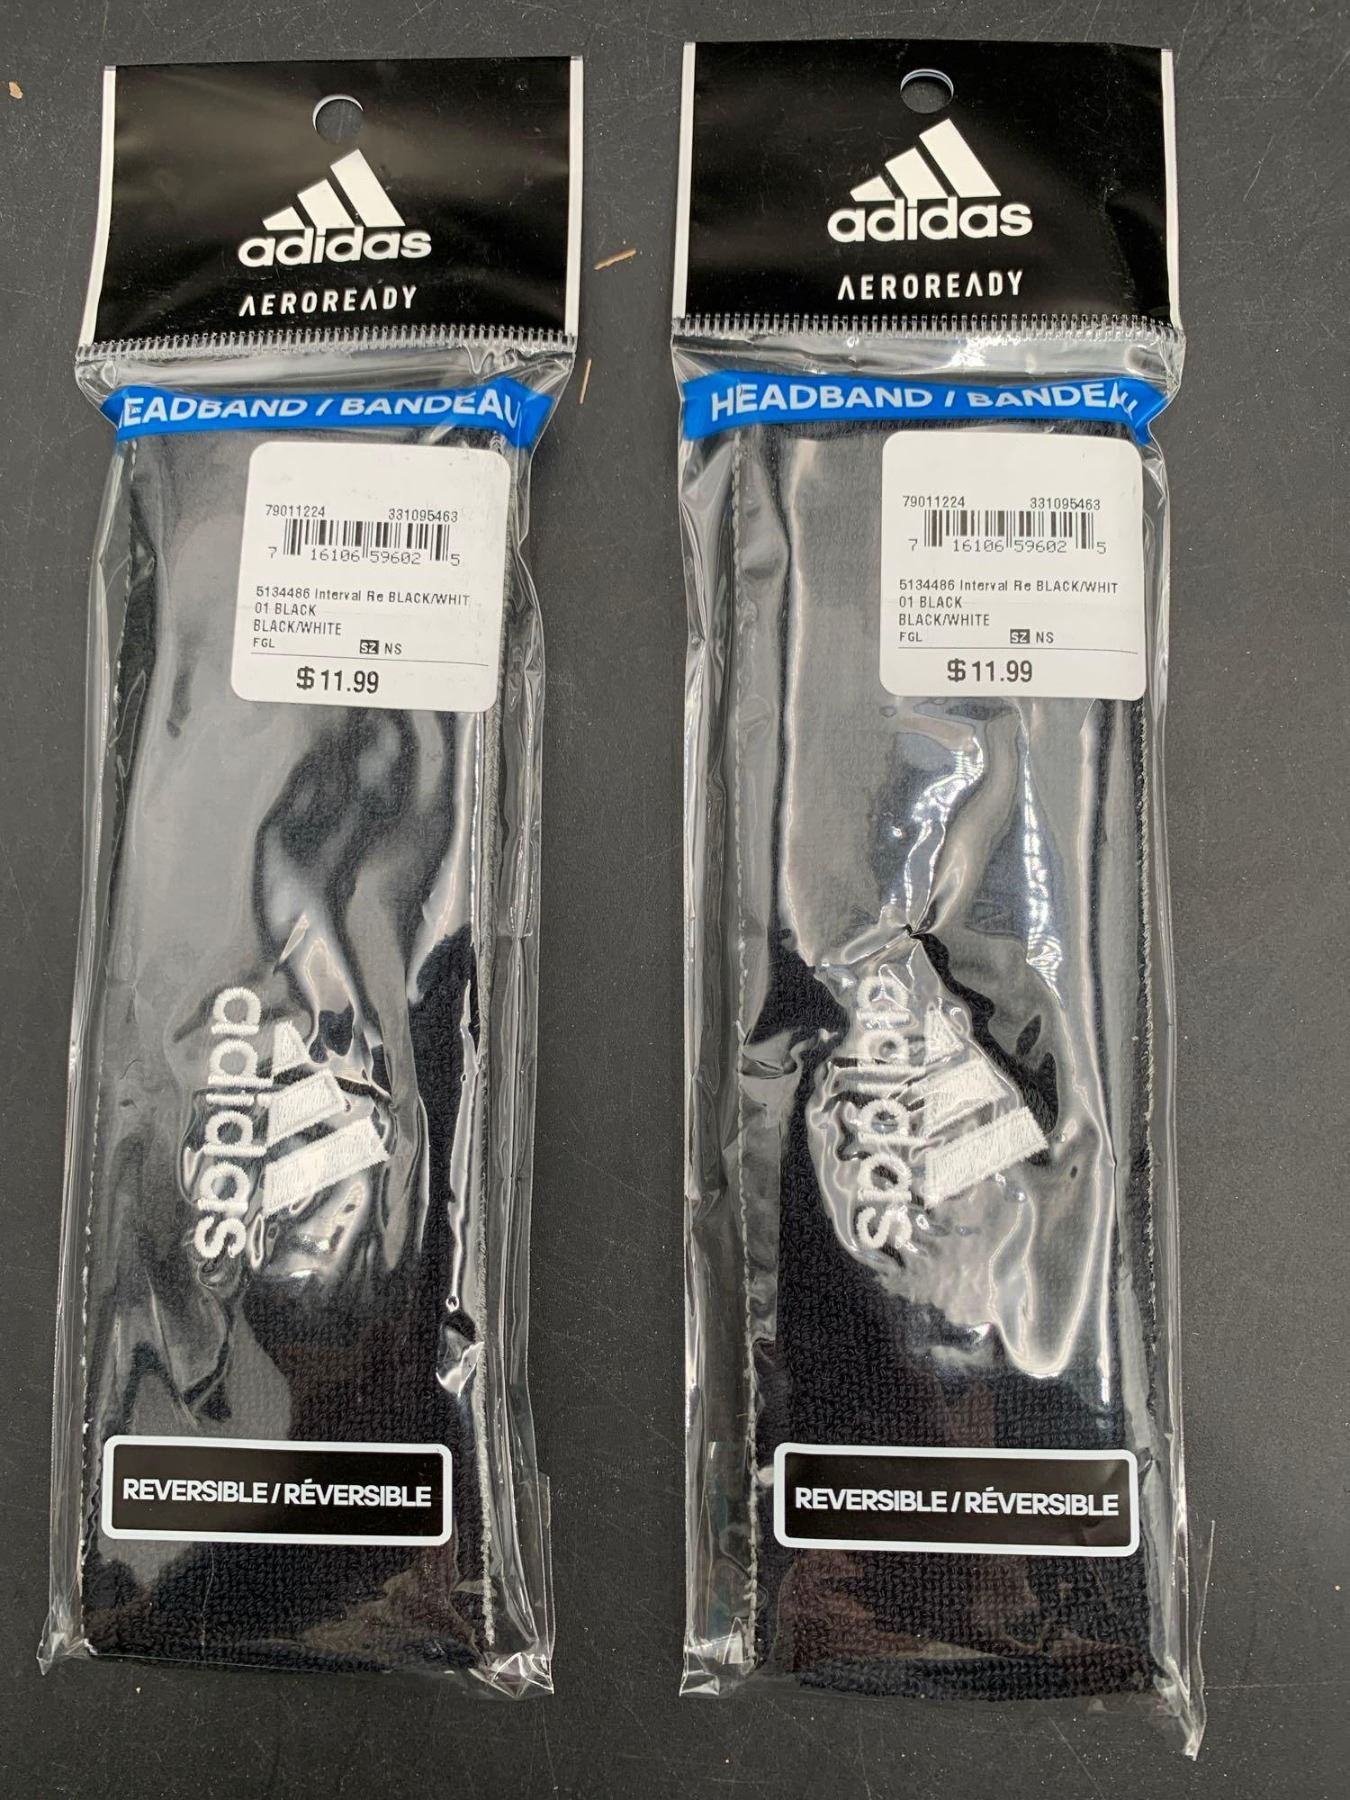 adidas
AEROREADY
EADBAND / BANDEAU
79011224 331095463
7 16106 59602 5
5134486 Interval Re BLACK/WHIT
01 BLACK
BLACK/WHITE
FGL SZ NS
$11.99
adidas
REVERSIBLE / RÉVERSIBLE
adidas
AEROREADY
HEADBAND / BANDEAU
79011224 331095463
7 16106 59602 5
5134486 Interval Re BLACK/WHIT
01 BLACK
BLACK/WHITE
FGL SZ NS
$11.99
adidas
REVERSIBLE / RÉVERSIBLE